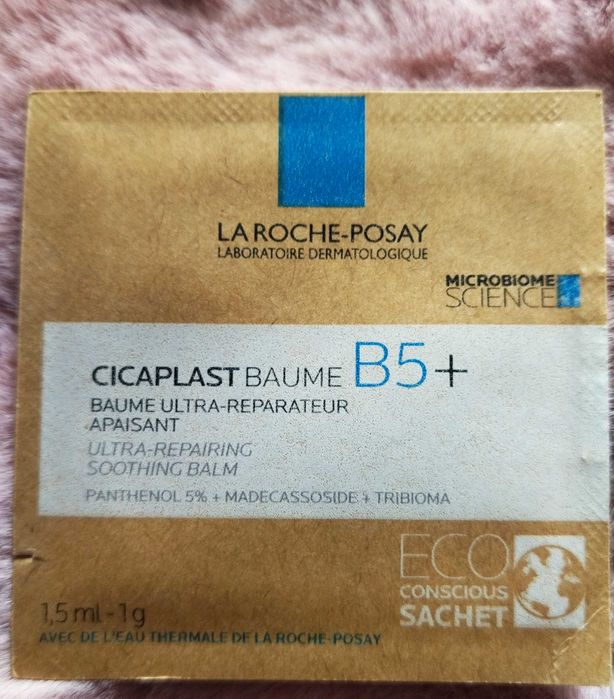 LA ROCHE-POSAY
LABORATOIRE DERMATOLOGIQUE
MICROBIOME
SCIENCE
CICAPLAST BAUME B5+
BAUME ULTRA-REPARATEUR
APAISANT
ULTRA-REPAIRING
SOOTHING BALM
PANTHENOL 5% + MADECASSOSIDE + TRIBIOMA
ECO
CONSCIOUS
SACHET
1,5 ml - 1g
AVEC DE L'EAU THERMALE DE LA ROCHE-POSAY